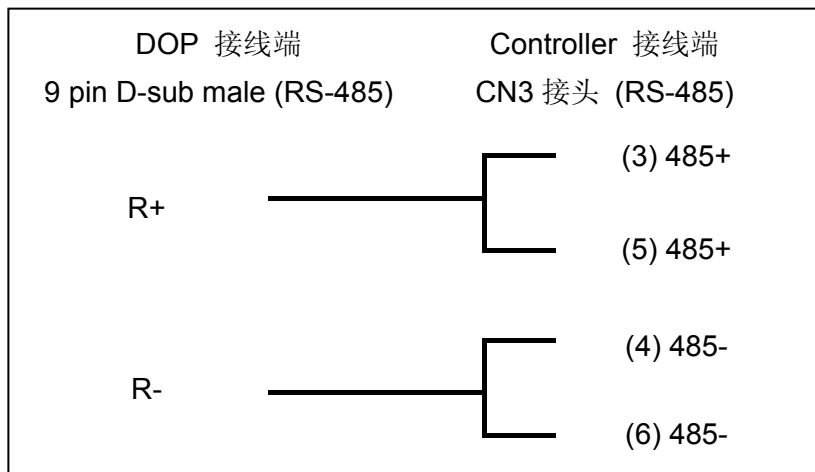 DOP 接线端
Controller 接线端
9 pin D-sub male (RS-485)
CN3 接头 (RS-485)
R+
(3) 485+
(5) 485+
R-
(4) 485-
(6) 485-